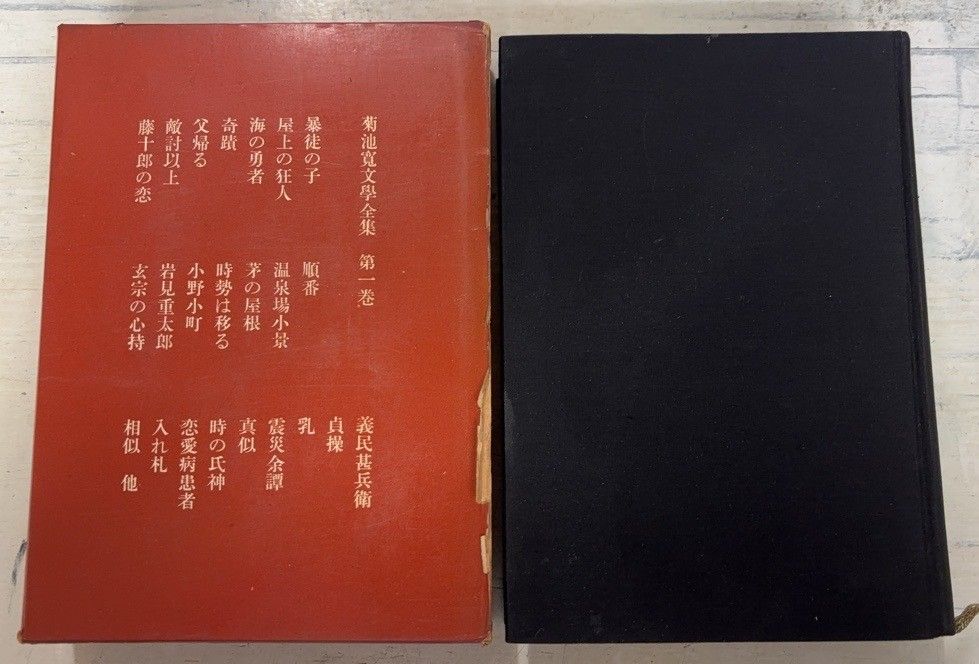 菊池寛文學全集　第一巻
暴徒の子
屋上の狂人
海の勇者
奇蹟
父帰る
敵討以上
藤十郎の恋
順番
温泉場小景
茅の屋根
時勢は移る
小野小町
岩見重太郎
玄宗の心持
義民甚兵衛
貞操
乳
震災余譚
真似
時の氏神
恋愛病患者
入れ札
相似　他